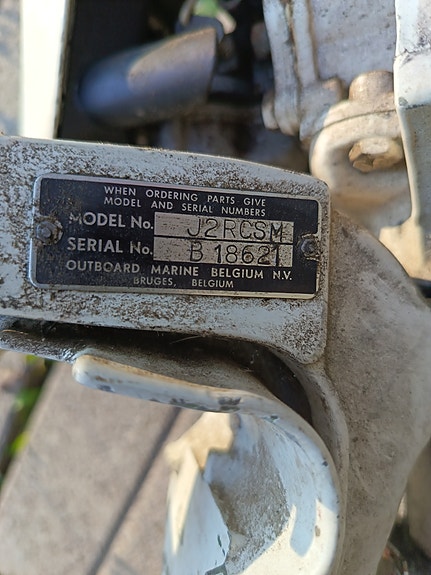 WHEN ORDERING PARTS GIVE
MODEL AND SERIAL NUMBERS
MODEL No. J2RCSM
SERIAL No. B 18621
OUTBOARD MARINE BELGIUM N.V.
BRUGES, BELGIUM